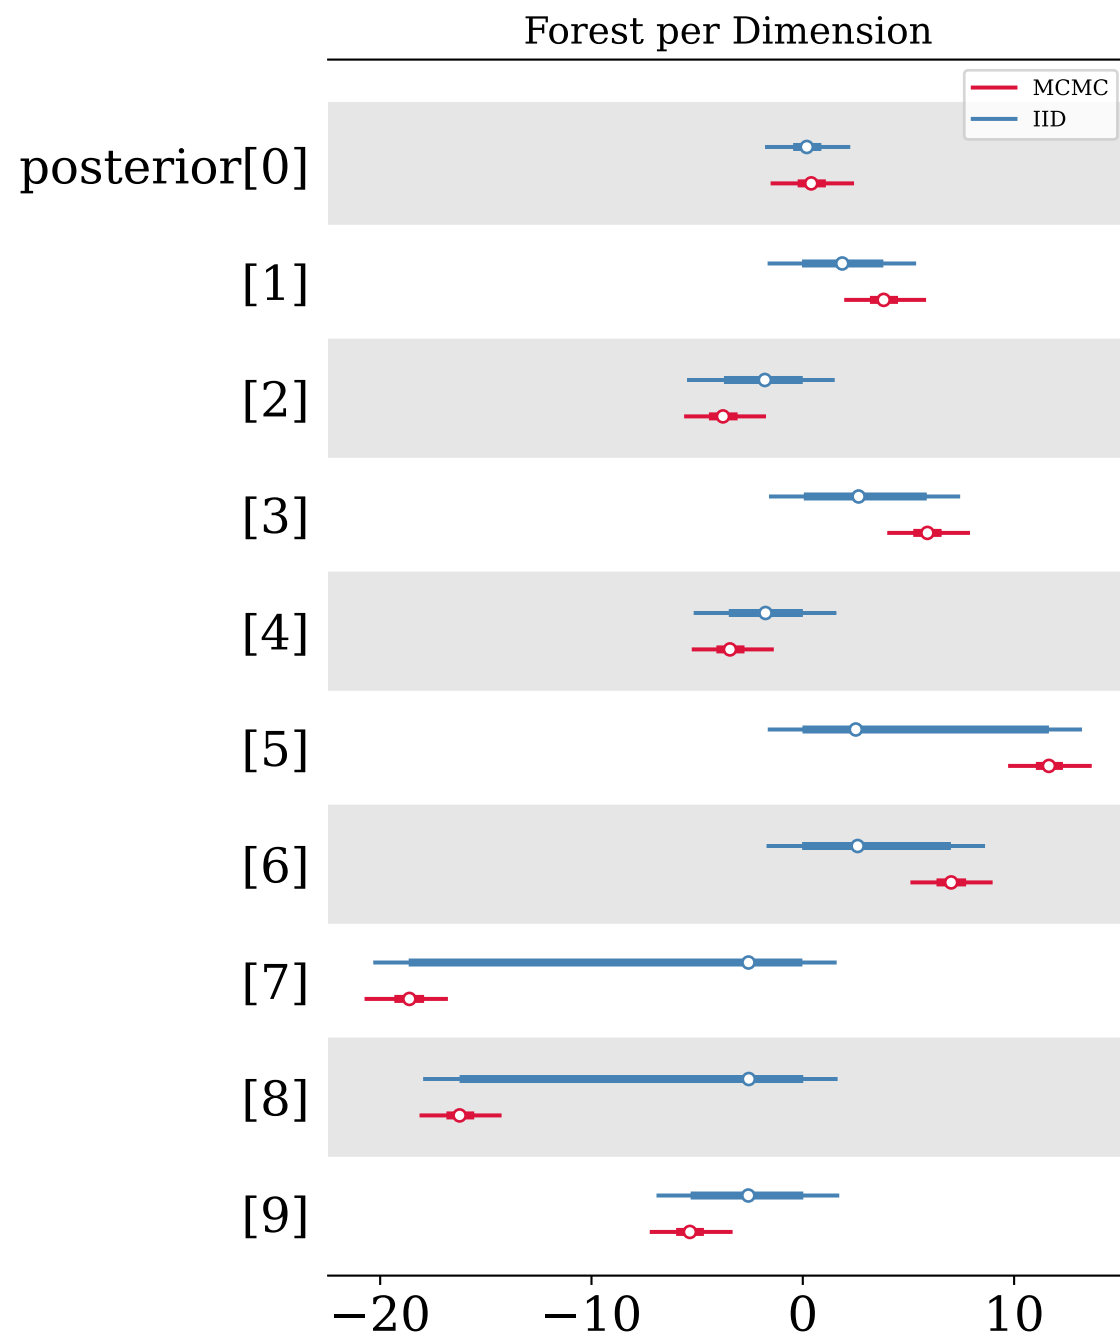 Forest per Dimension
MCMC
IID
posterior[0]
[1]
[2]
[3]
[4]
[5]
[6]
[7]
[8]
[9]
−20 −10 0 10